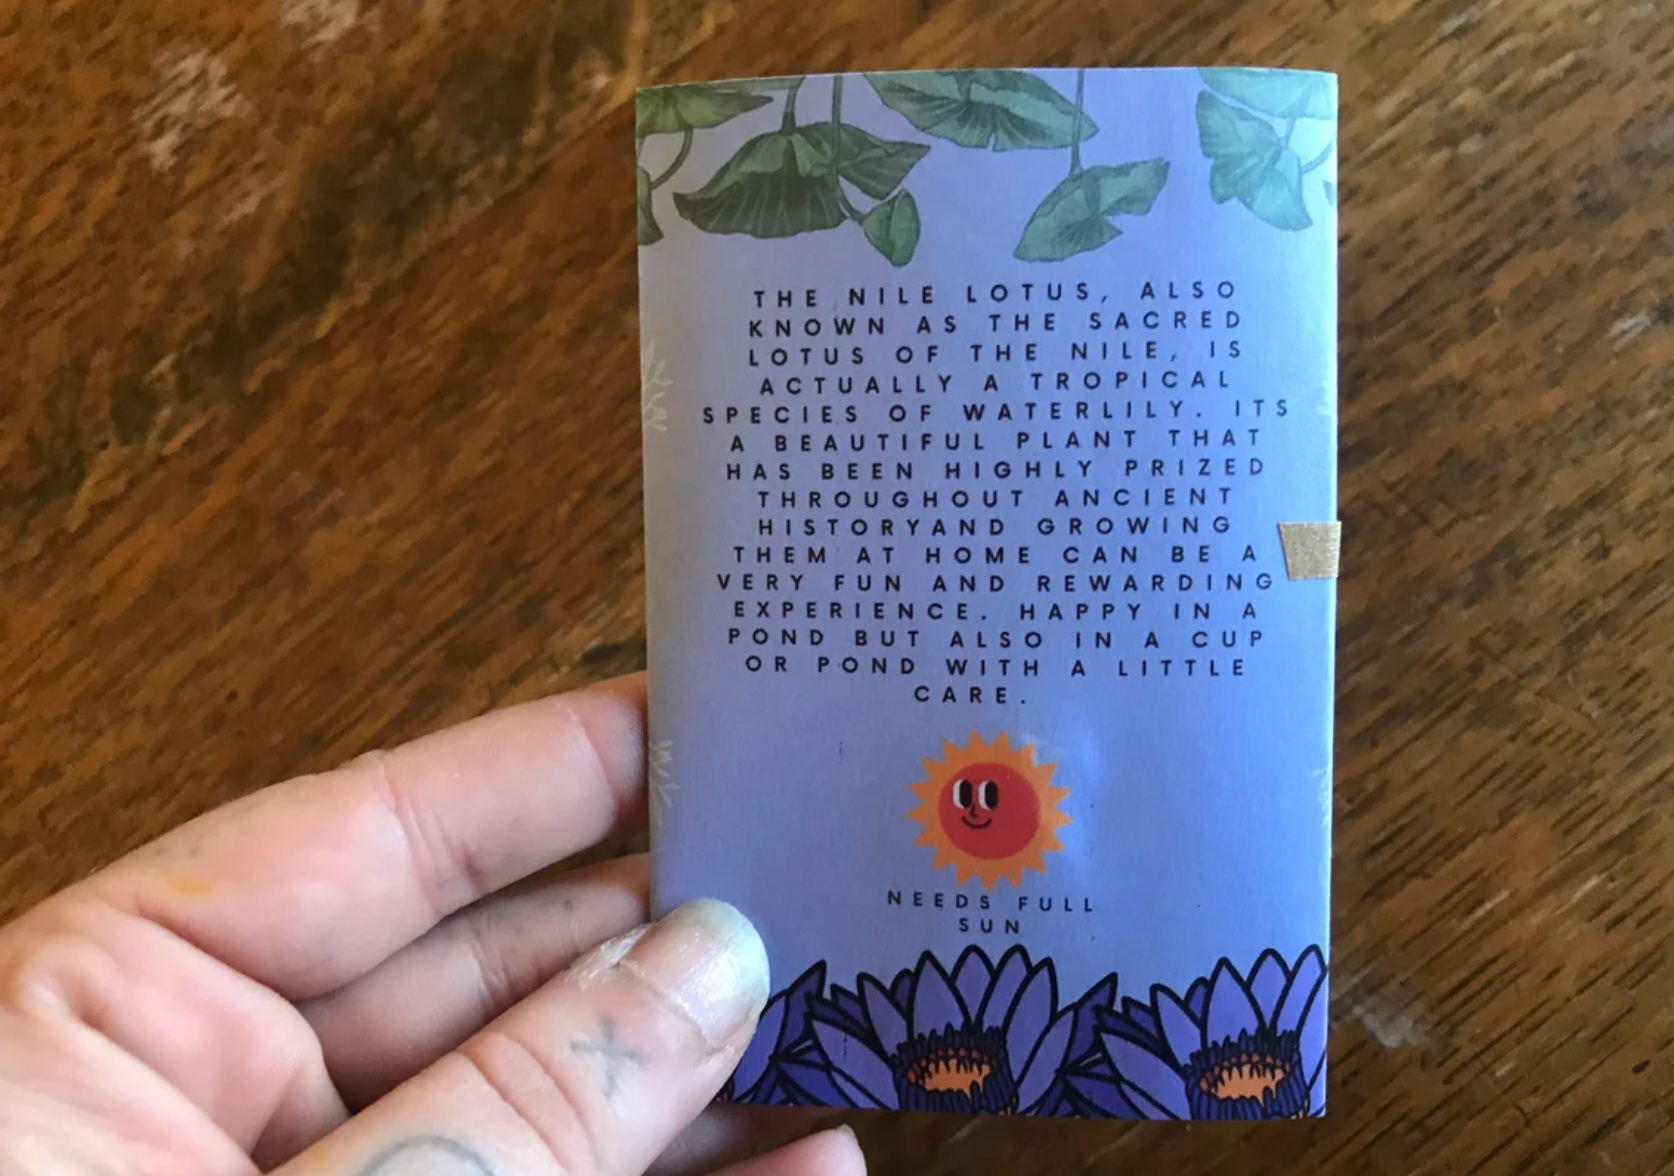 THE NILE LOTUS, ALSO
KNOWN AS THE SACRED
LOTUS OF THE NILE, IS
ACTUALLY A TROPICAL
SPECIES OF WATERLILY. ITS
A BEAUTIFUL PLANT THAT
HAS BEEN HIGHLY PRIZED
THROUGHOUT ANCIENT
HISTORYAND GROWING
THEM AT HOME CAN BE A
VERY FUN AND REWARDING
EXPERIENCE. HAPPY IN A
POND BUT ALSO IN A CUP
OR POND WITH A LITTLE
CARE.
NEEDS FULL
SUN